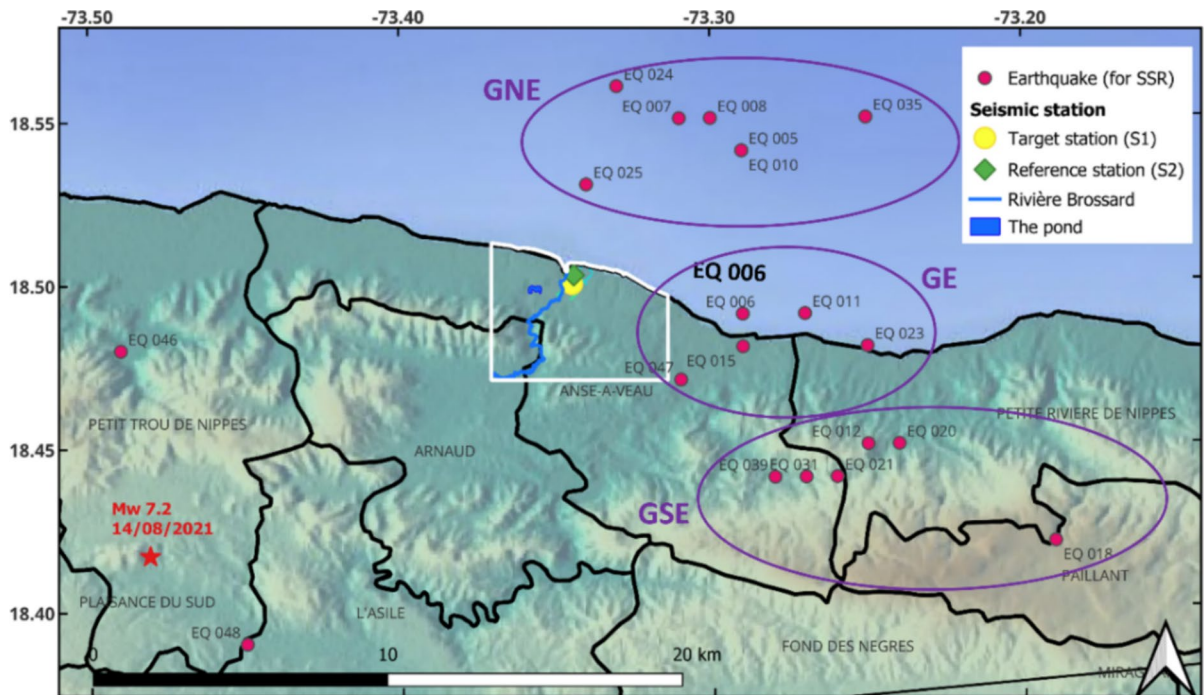 -73.50 -73.40 -73.30 -73.20
18.55
18.50
18.45
18.40
Earthquake (for SSR)
Seismic station
Target station (S1)
Reference station (S2)
Rivière Brossard
The pond
GNE
EQ 024
EQ 007
EQ 008
EQ 035
EQ 005
EQ 010
EQ 025
EQ 006
GE
EQ 006
EQ 011
EQ 023
EQ 015
EQ 047
EQ 046
ANSE-A-VEAU
PETIT TROU DE NIPPES
ARNAUD
PETITE RIVIERE DE NIPPES
EQ 012
EQ 020
EQ 039
EQ 031
EQ 021
GSE
EQ 018
PAILLANT
Mw 7.2
14/08/2021
PLAISANCE DU SUD
L'ASILE
EQ 048
FOND DES NEGRES
0 10 20 km